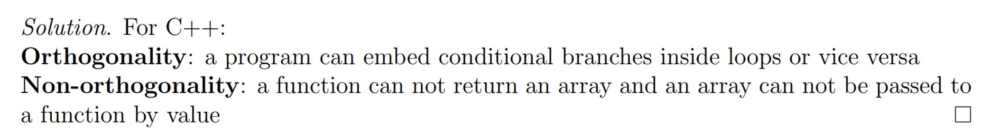 Solution. For C++:
Orthogonality: a program can embed conditional branches inside loops or vice versa
Non-orthogonality: a function can not return an array and an array can not be passed to
a function by value □